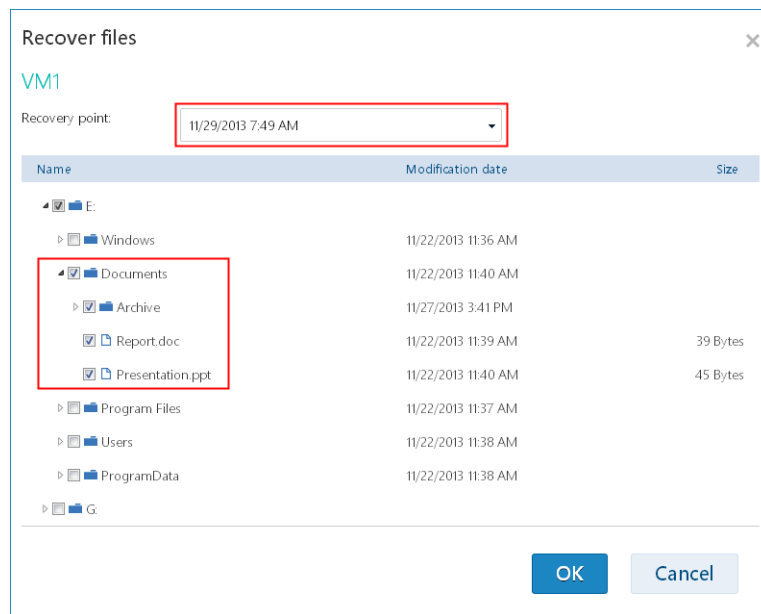 Recover files
VM1
Recovery point: 11/29/2013 7:49 AM
Name Modification date Size
E:
Windows 11/22/2013 11:36 AM
Documents 11/22/2013 11:40 AM
Archive 11/27/2013 3:41 PM
Report.doc 11/22/2013 11:39 AM 39 Bytes
Presentation.ppt 11/22/2013 11:40 AM 45 Bytes
Program Files 11/22/2013 11:37 AM
Users 11/22/2013 11:38 AM
ProgramData 11/22/2013 11:38 AM
G:
OK Cancel